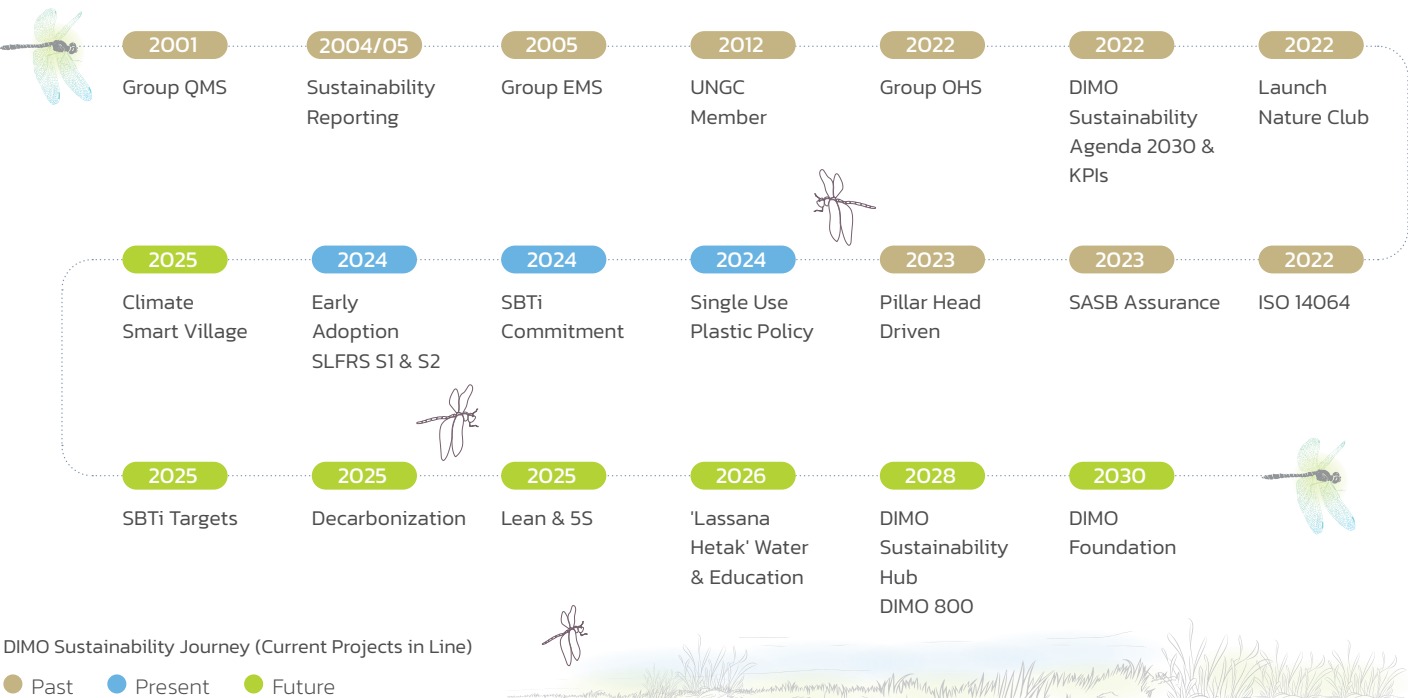 2001
2004/05
2005
2012
2022
2022
2022
Group QMS
Sustainability
Reporting
Group EMS
UNGC
Member
Group OHS
DIMO
Sustainability
Agenda 2030 &
KPIs
Launch
Nature Club
2025
2024
2024
2024
2023
2023
2022
Climate
Smart Village
Early
Adoption
SLFRS S1 & S2
SBTi
Commitment
Single Use
Plastic Policy
Pillar Head
Driven
SASB Assurance
ISO 14064
2025
2025
2025
2026
2028
2030
SBTi Targets
Decarbonization
Lean & 5S
'Lassana
Hetak' Water
& Education
DIMO
Sustainability
Hub
DIMO 800
DIMO
Foundation
DIMO Sustainability Journey (Current Projects in Line)
Past
Present
Future